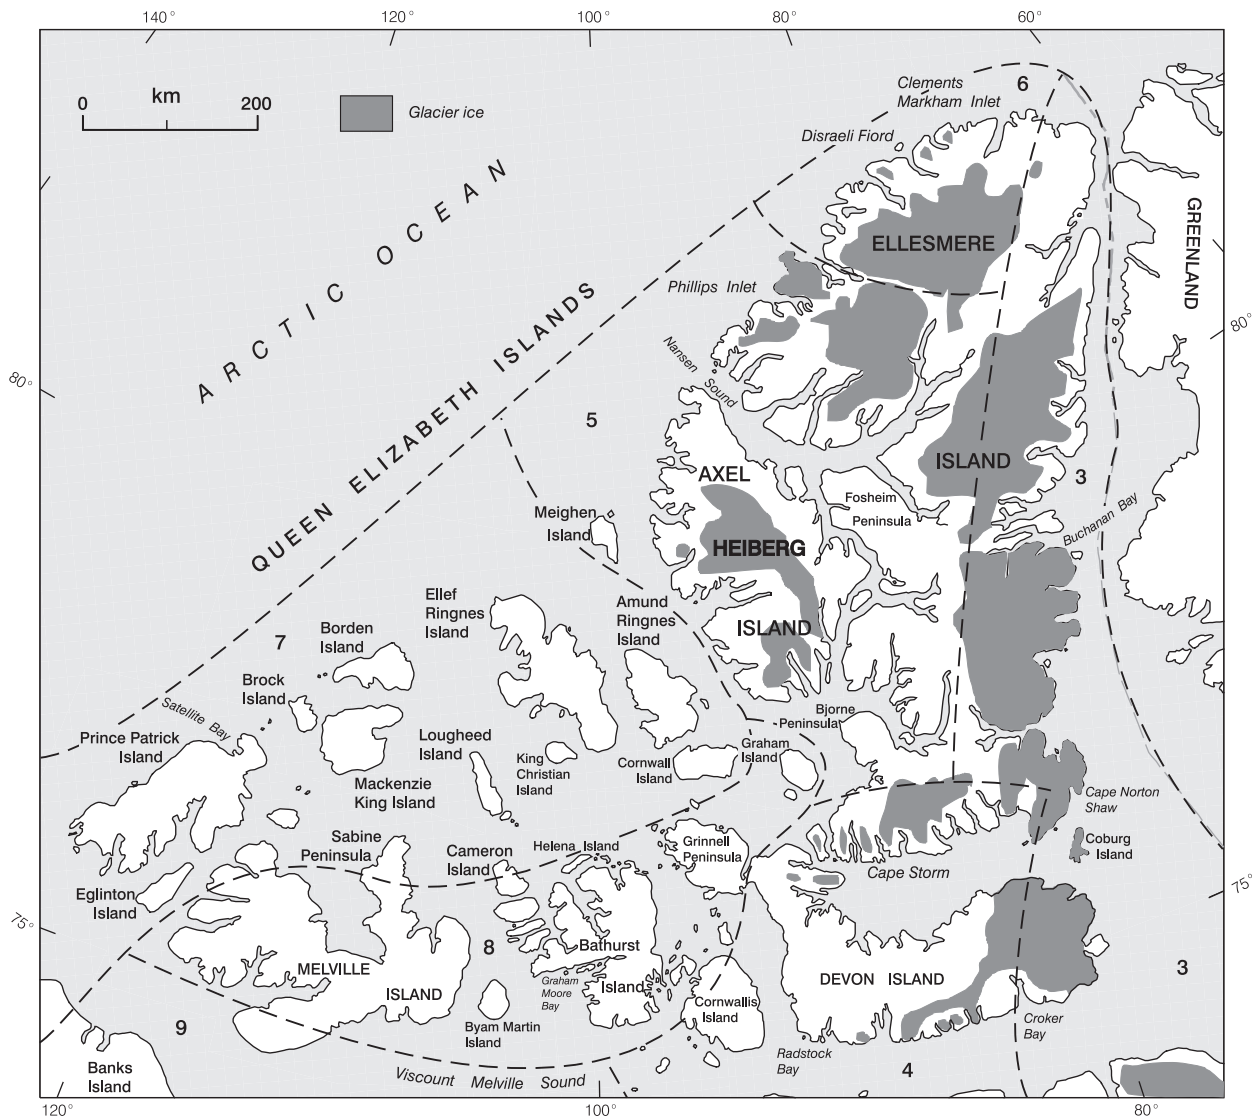 140°
120°
100°
80°
60°
0
km
200
Glacier ice
Clements
Markham Inlet
6
Disraeli Fiord
ARCTIC OCEAN
GREENLAND
ELLESMERE
Phillips Inlet
80°
QUEEN ELIZABETH ISLANDS
Nansen Sound
80°
5
ISLAND
3
AXEL
Fosheim
Peninsula
Buchanan Bay
Meighen
Island
HEIBERG
Ellef
Ringnes
Island
Amund
Ringnes
Island
ISLAND
7
Borden
Island
Brock
Island
Satellite Bay
Bjorne
Peninsula
Prince Patrick
Island
Lougheed
Island
Graham
Island
King
Christian
Island
Cornwall
Island
Mackenzie
King Island
Cape Norton
Shaw
Sabine
Peninsula
Cameron
Island
Helena Island
Grinnell
Peninsula
Coburg
Island
Cape Storm
Eglinton
Island
75°
75°
8
Bathurst
Island
MELVILLE
ISLAND
Graham
Moore
Bay
DEVON ISLAND
3
Cornwallis
Island
Byam Martin
Island
9
Croker
Bay
Radstock
Bay
4
Banks
Island
Viscount Melville Sound
120°
100°
80°